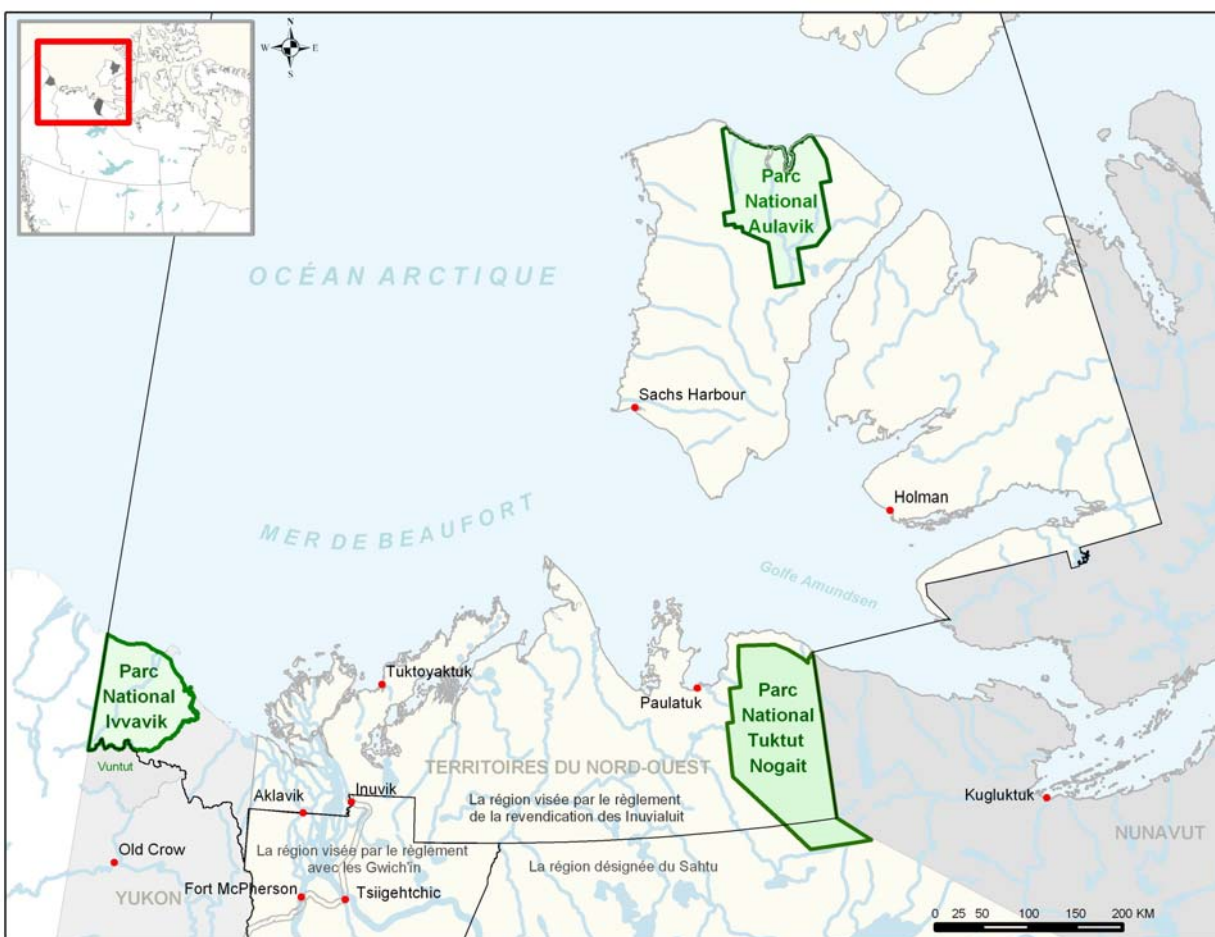 N
W E
S
Parc
National
Aulavik
OCÉAN ARCTIQUE
Sachs Harbour
Holman
MER DE BEAUFORT
Golfe Amundsen
Parc
National
Ivvavik
Vuntut
Tuktoyaktuk
Paulatuk
Parc
National
Tuktut
Nogait
TERRITOIRES DU NORD-OUEST
La région visée par le règlement
de la revendication des Inuvialuit
Inuvik
Aklavik
Kugluktuk
NUNAVUT
Old Crow
La région visée par le règlement
avec les Gwich'in
La région désignée du Sahtu
YUKON
Fort McPherson
Tsiigehtchic
0 25 50 100 150 200 KM